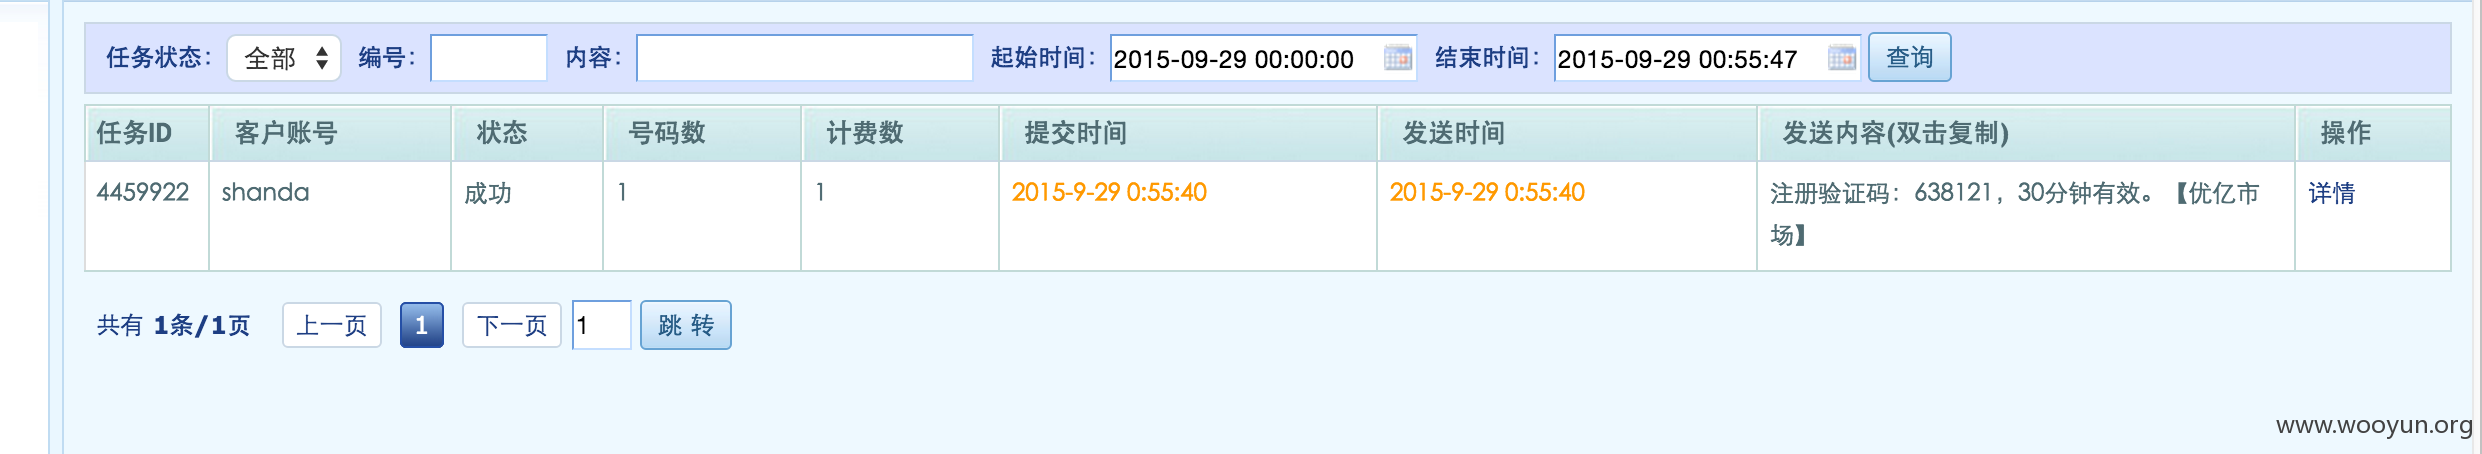 任务状态： 全部 编号： 内容： 起始时间： 2015-09-29 00:00:00 结束时间： 2015-09-29 00:55:47 查询
任务ID 客户账号 状态 号码数 计费数 提交时间 发送时间 发送内容(双击复制) 操作
4459922 shanda 成功 1 1 2015-9-29 0:55:40 2015-9-29 0:55:40 注册验证码：638121，30分钟有效。【优亿市 详情
场】
共有 1条/1页 上一页 1 下一页 1 跳 转
www.wooyun.org